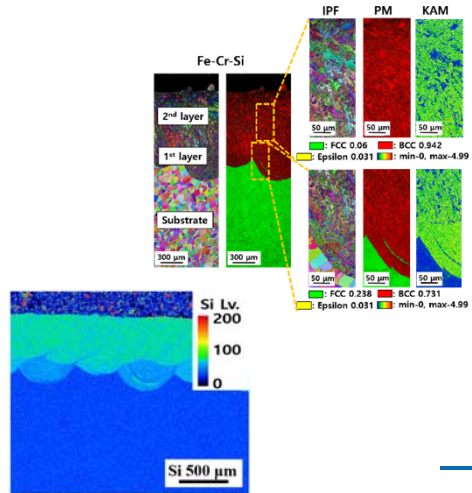 IPF PM KAM
Fe-Cr-Si
2nd layer
1st layer
Substrate
300 μm 300 μm
50 μm 50 μm 50 μm
: FCC 0.06 : BCC 0.942
: Epsilon 0.031 : min-0, max-4.99
50 μm 50 μm 50 μm
: FCC 0.238 : BCC 0.731
: Epsilon 0.031 : min-0, max-4.99
Si Lv.
200
100
0
Si 500 μm